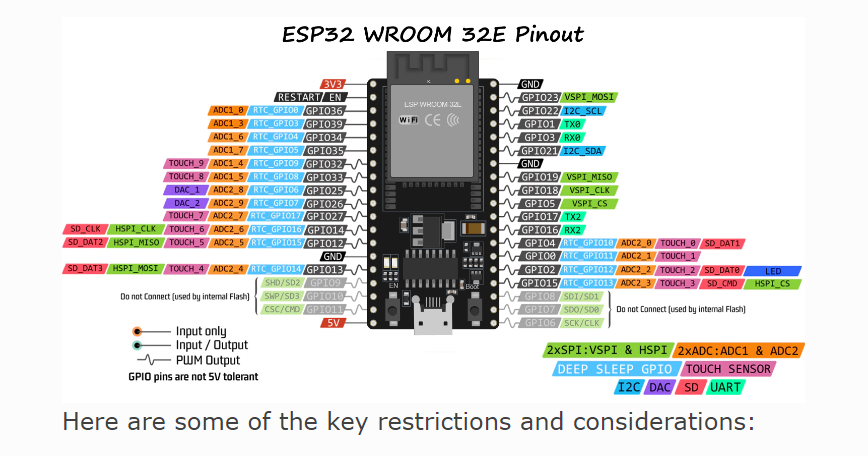 ESP32 WROOM 32E Pinout
3V3
RESTART EN
ADC1_0 RTC_GPIO0 GPIO36
ADC1_3 RTC_GPIO3 GPIO39
ADC1_6 RTC_GPIO4 GPIO34
ADC1_7 RTC_GPIO5 GPIO35
TOUCH_9 ADC1_4 RTC_GPIO9 GPIO32
TOUCH_8 ADC1_5 RTC_GPIO8 GPIO33
DAC_1 ADC2_8 RTC_GPIO6 GPIO25
DAC_2 ADC2_9 RTC_GPIO7 GPIO26
TOUCH_7 ADC2_7 RTC_GPIO17 GPIO27
SD_CLK HSPI_CLK TOUCH_6 ADC2_6 RTC_GPIO16 GPIO14
SD_DAT2 HSPI_MISO TOUCH_5 ADC2_5 RTC_GPIO15 GPIO12
GND
SD_DAT3 HSPI_MOSI TOUCH_4 ADC2_4 RTC_GPIO14 GPIO13
SHD/SD2 GPIO9
Do not Connect (used by internal Flash) SWP/SD3 GPIO10
CSC/CMD GPIO11
5V
ESP WROOM 32E
WiFi CE
EN Boot
GND
GPIO23 VSPI_MOSI
GPIO22 I2C_SCL
GPIO1 TX0
GPIO3 RX0
GPIO21 I2C_SDA
GND
GPIO19 VSPI_MISO
GPIO18 VSPI_CLK
GPIO5 VSPI_CS
GPIO17 TX2
GPIO16 RX2
GPIO4 RTC_GPIO10 ADC2_0 TOUCH_0 SD_DAT1
GPIO0 RTC_GPIO11 ADC2_1 TOUCH_1
GPIO2 RTC_GPIO12 ADC2_2 TOUCH_2 SD_DAT0 LED
GPIO15 RTC_GPIO13 ADC2_3 TOUCH_3 SD_CMD HSPI_CS
GPIO8 SDI/SD1
GPIO7 SDO/SD0 Do not Connect (used by internal Flash)
GPIO6 SCK/CLK
Input only
Input / Output
PWM Output
GPIO pins are not 5V tolerant
2xSPI:VSPI & HSPI 2xADC:ADC1 & ADC2
DEEP SLEEP GPIO TOUCH SENSOR
I2C DAC SD UART
Here are some of the key restrictions and considerations: